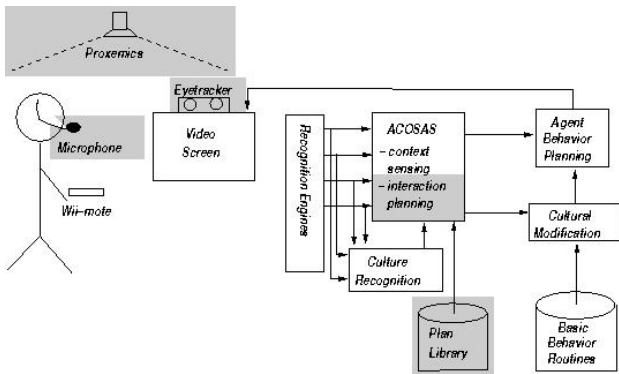 Proxemics
Eyetracker
Microphone
Wii-mote
Video
Screen
Recognition Engines
ACOSAS
- context
sensing
- interaction
planning
Culture
Recognition
Plan
Library
Agent
Behavior
Planning
Cultural
Modification
Basic
Behavior
Routines